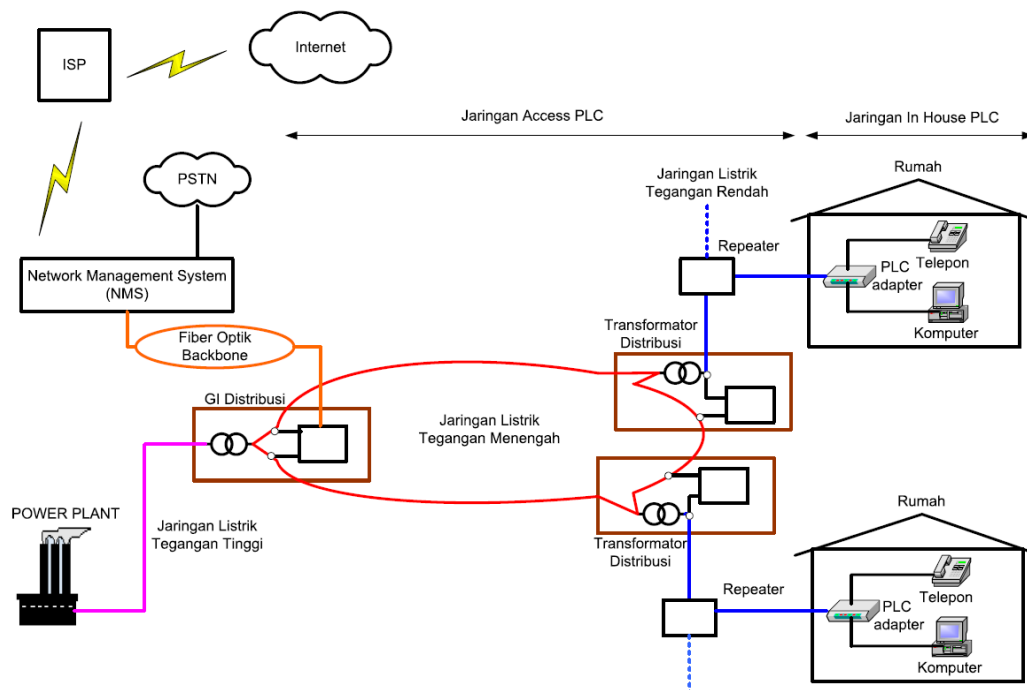 ISP
Internet
Jaringan Access PLC
Jaringan In House PLC
PSTN
Jaringan Listrik
Tegangan Rendah
Rumah
Repeater
Telepon
PLC
adapter
Komputer
Network Management System
(NMS)
Fiber Optik
Backbone
Transformator
Distribusi
GI Distribusi
Jaringan Listrik
Tegangan Menengah
POWER PLANT
Jaringan Listrik
Tegangan Tinggi
Transformator
Distribusi
Rumah
Repeater
Telepon
PLC
adapter
Komputer